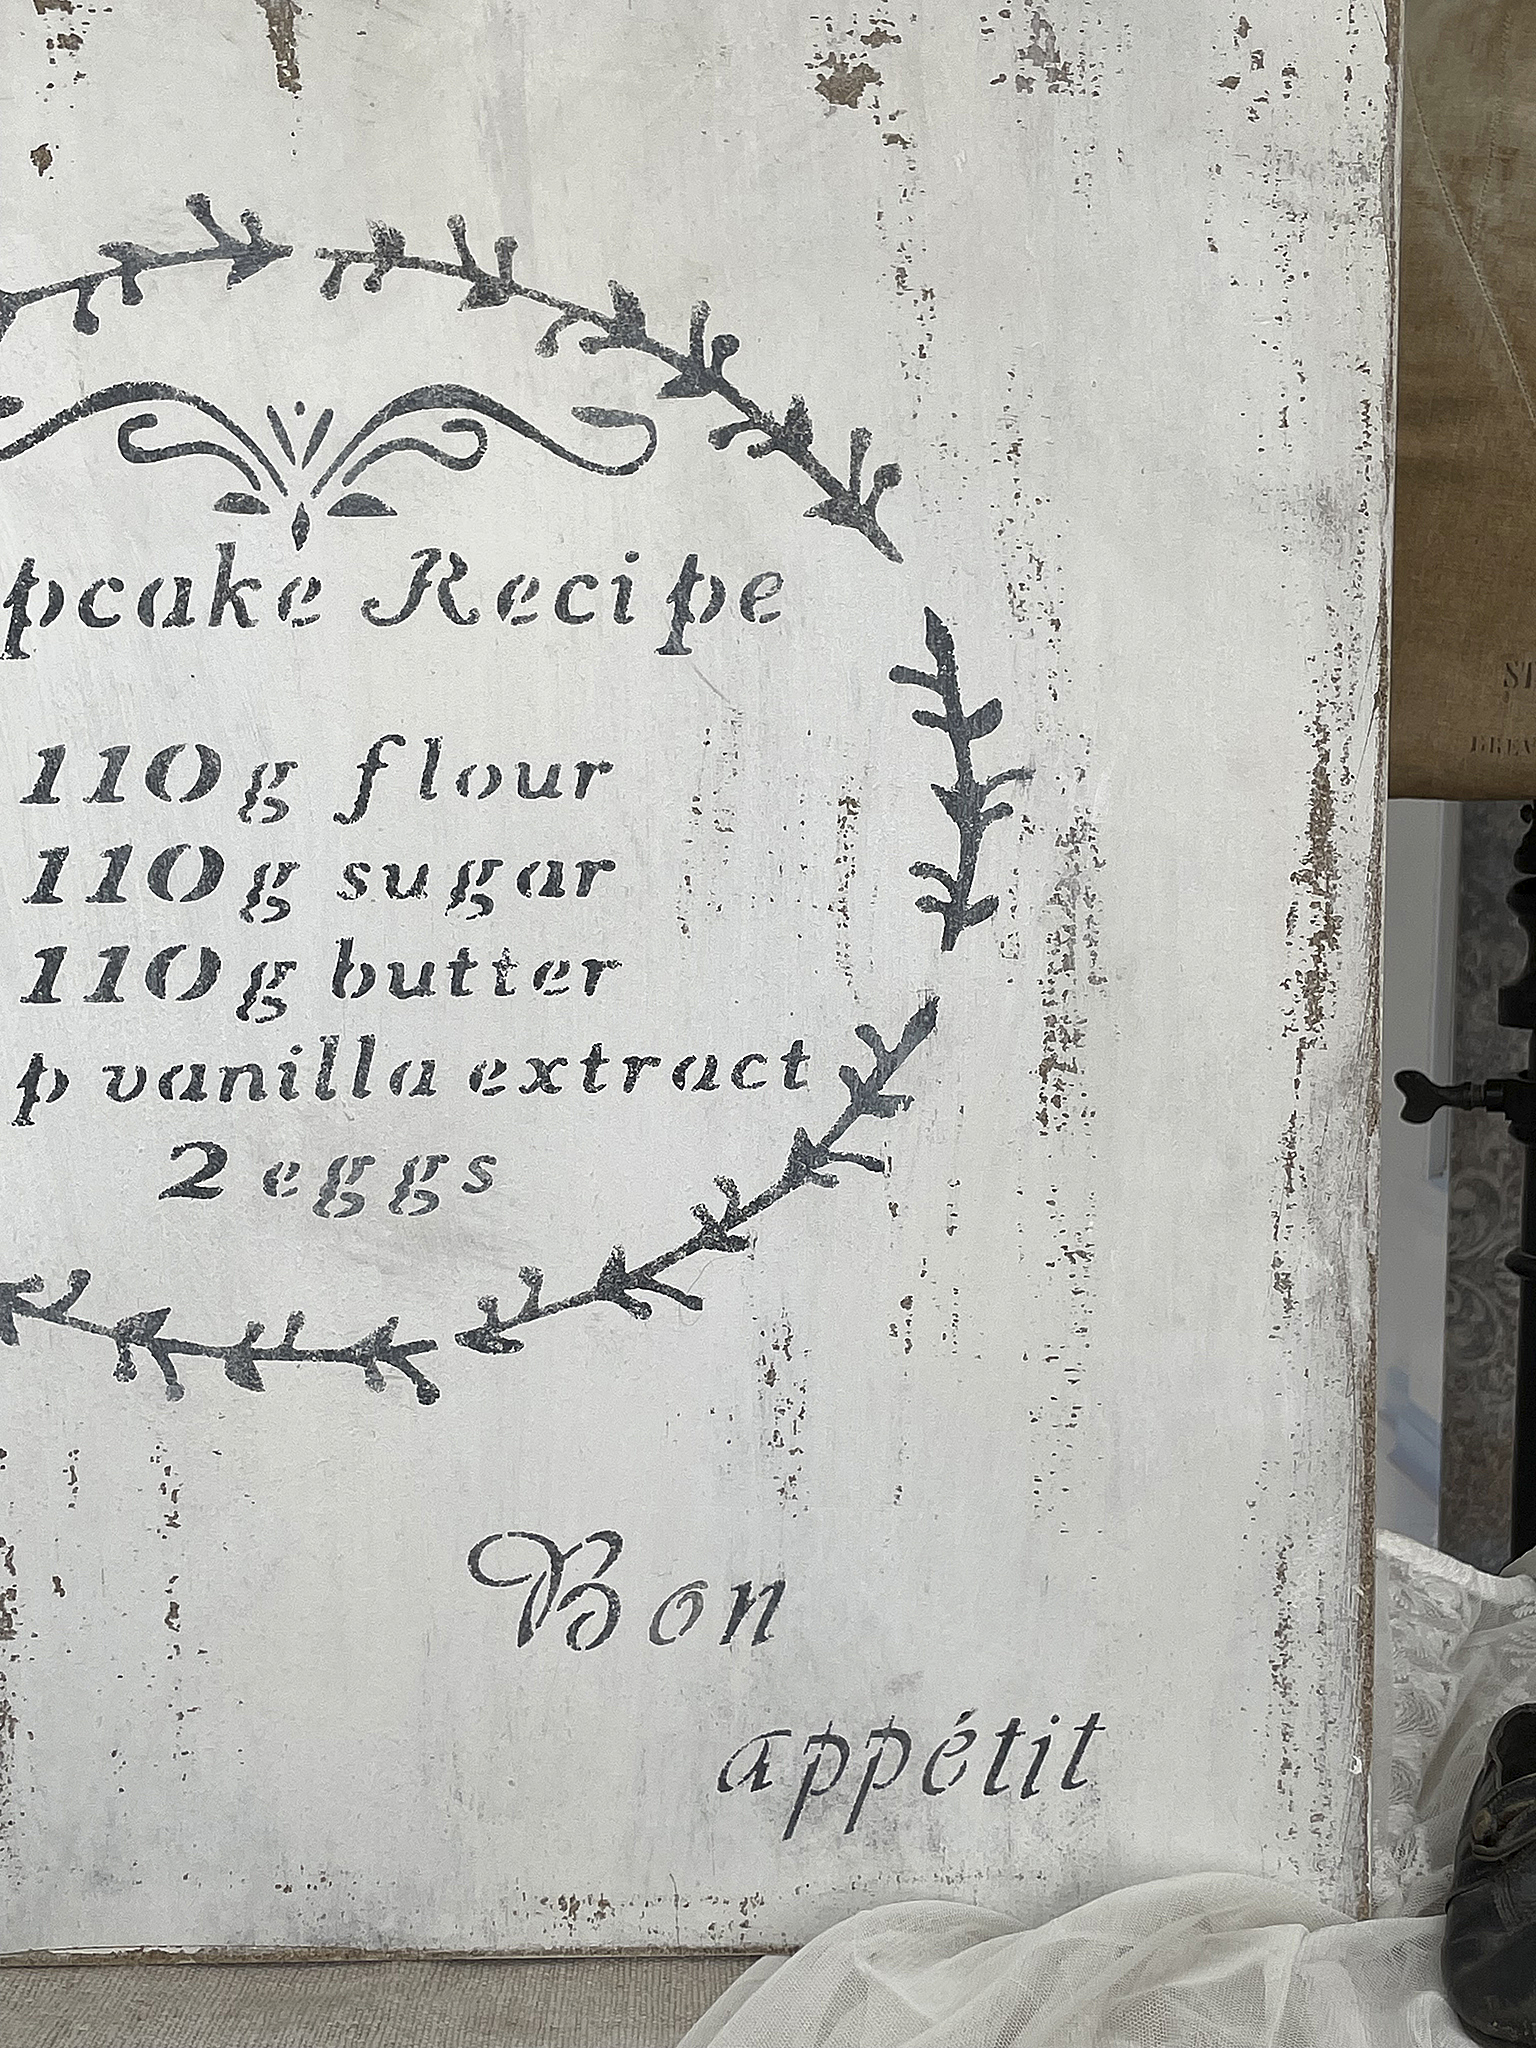 pcake Recipe
110g flour
110g sugar
110g butter
p vanilla extract
2 eggs
Bon
appétit